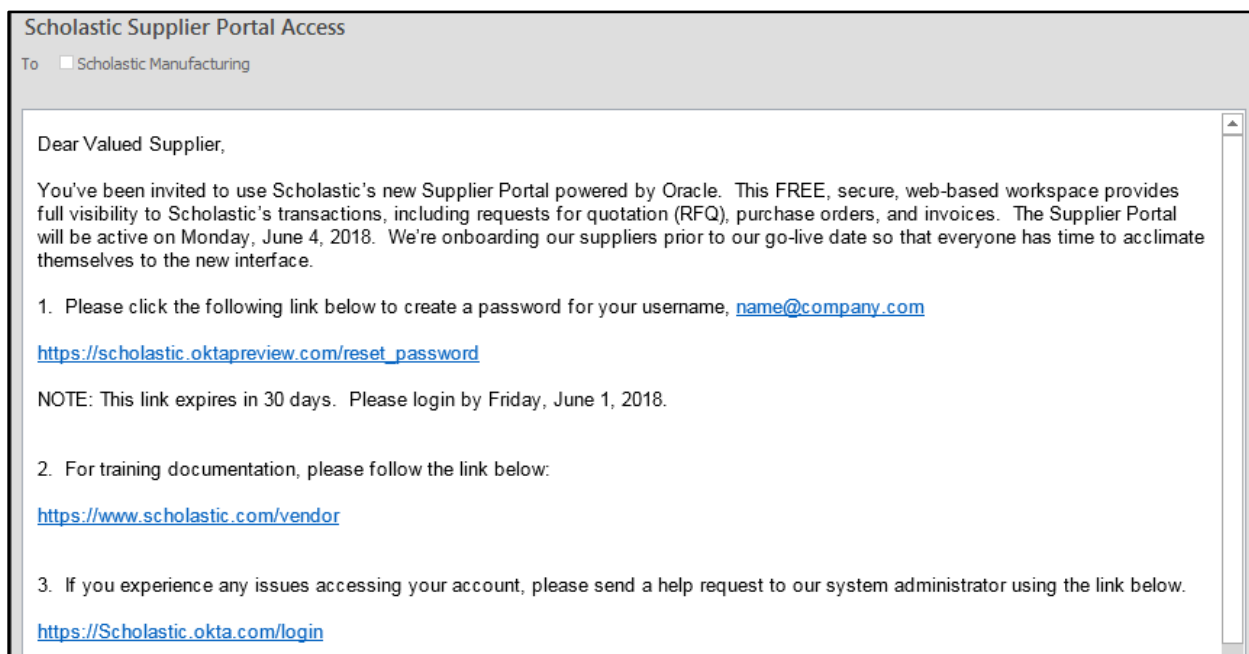 Scholastic Supplier Portal Access
To Scholastic Manufacturing
Dear Valued Supplier,
You've been invited to use Scholastic's new Supplier Portal powered by Oracle.  This FREE, secure, web-based workspace provides
full visibility to Scholastic's transactions, including requests for quotation (RFQ), purchase orders, and invoices.  The Supplier Portal
will be active on Monday, June 4, 2018.  We're onboarding our suppliers prior to our go-live date so that everyone has time to acclimate
themselves to the new interface.
1.  Please click the following link below to create a password for your username, name@company.com
https://scholastic.oktapreview.com/reset_password
NOTE: This link expires in 30 days.  Please login by Friday, June 1, 2018.
2.  For training documentation, please follow the link below:
https://www.scholastic.com/vendor
3.  If you experience any issues accessing your account, please send a help request to our system administrator using the link below.
https://Scholastic.okta.com/login